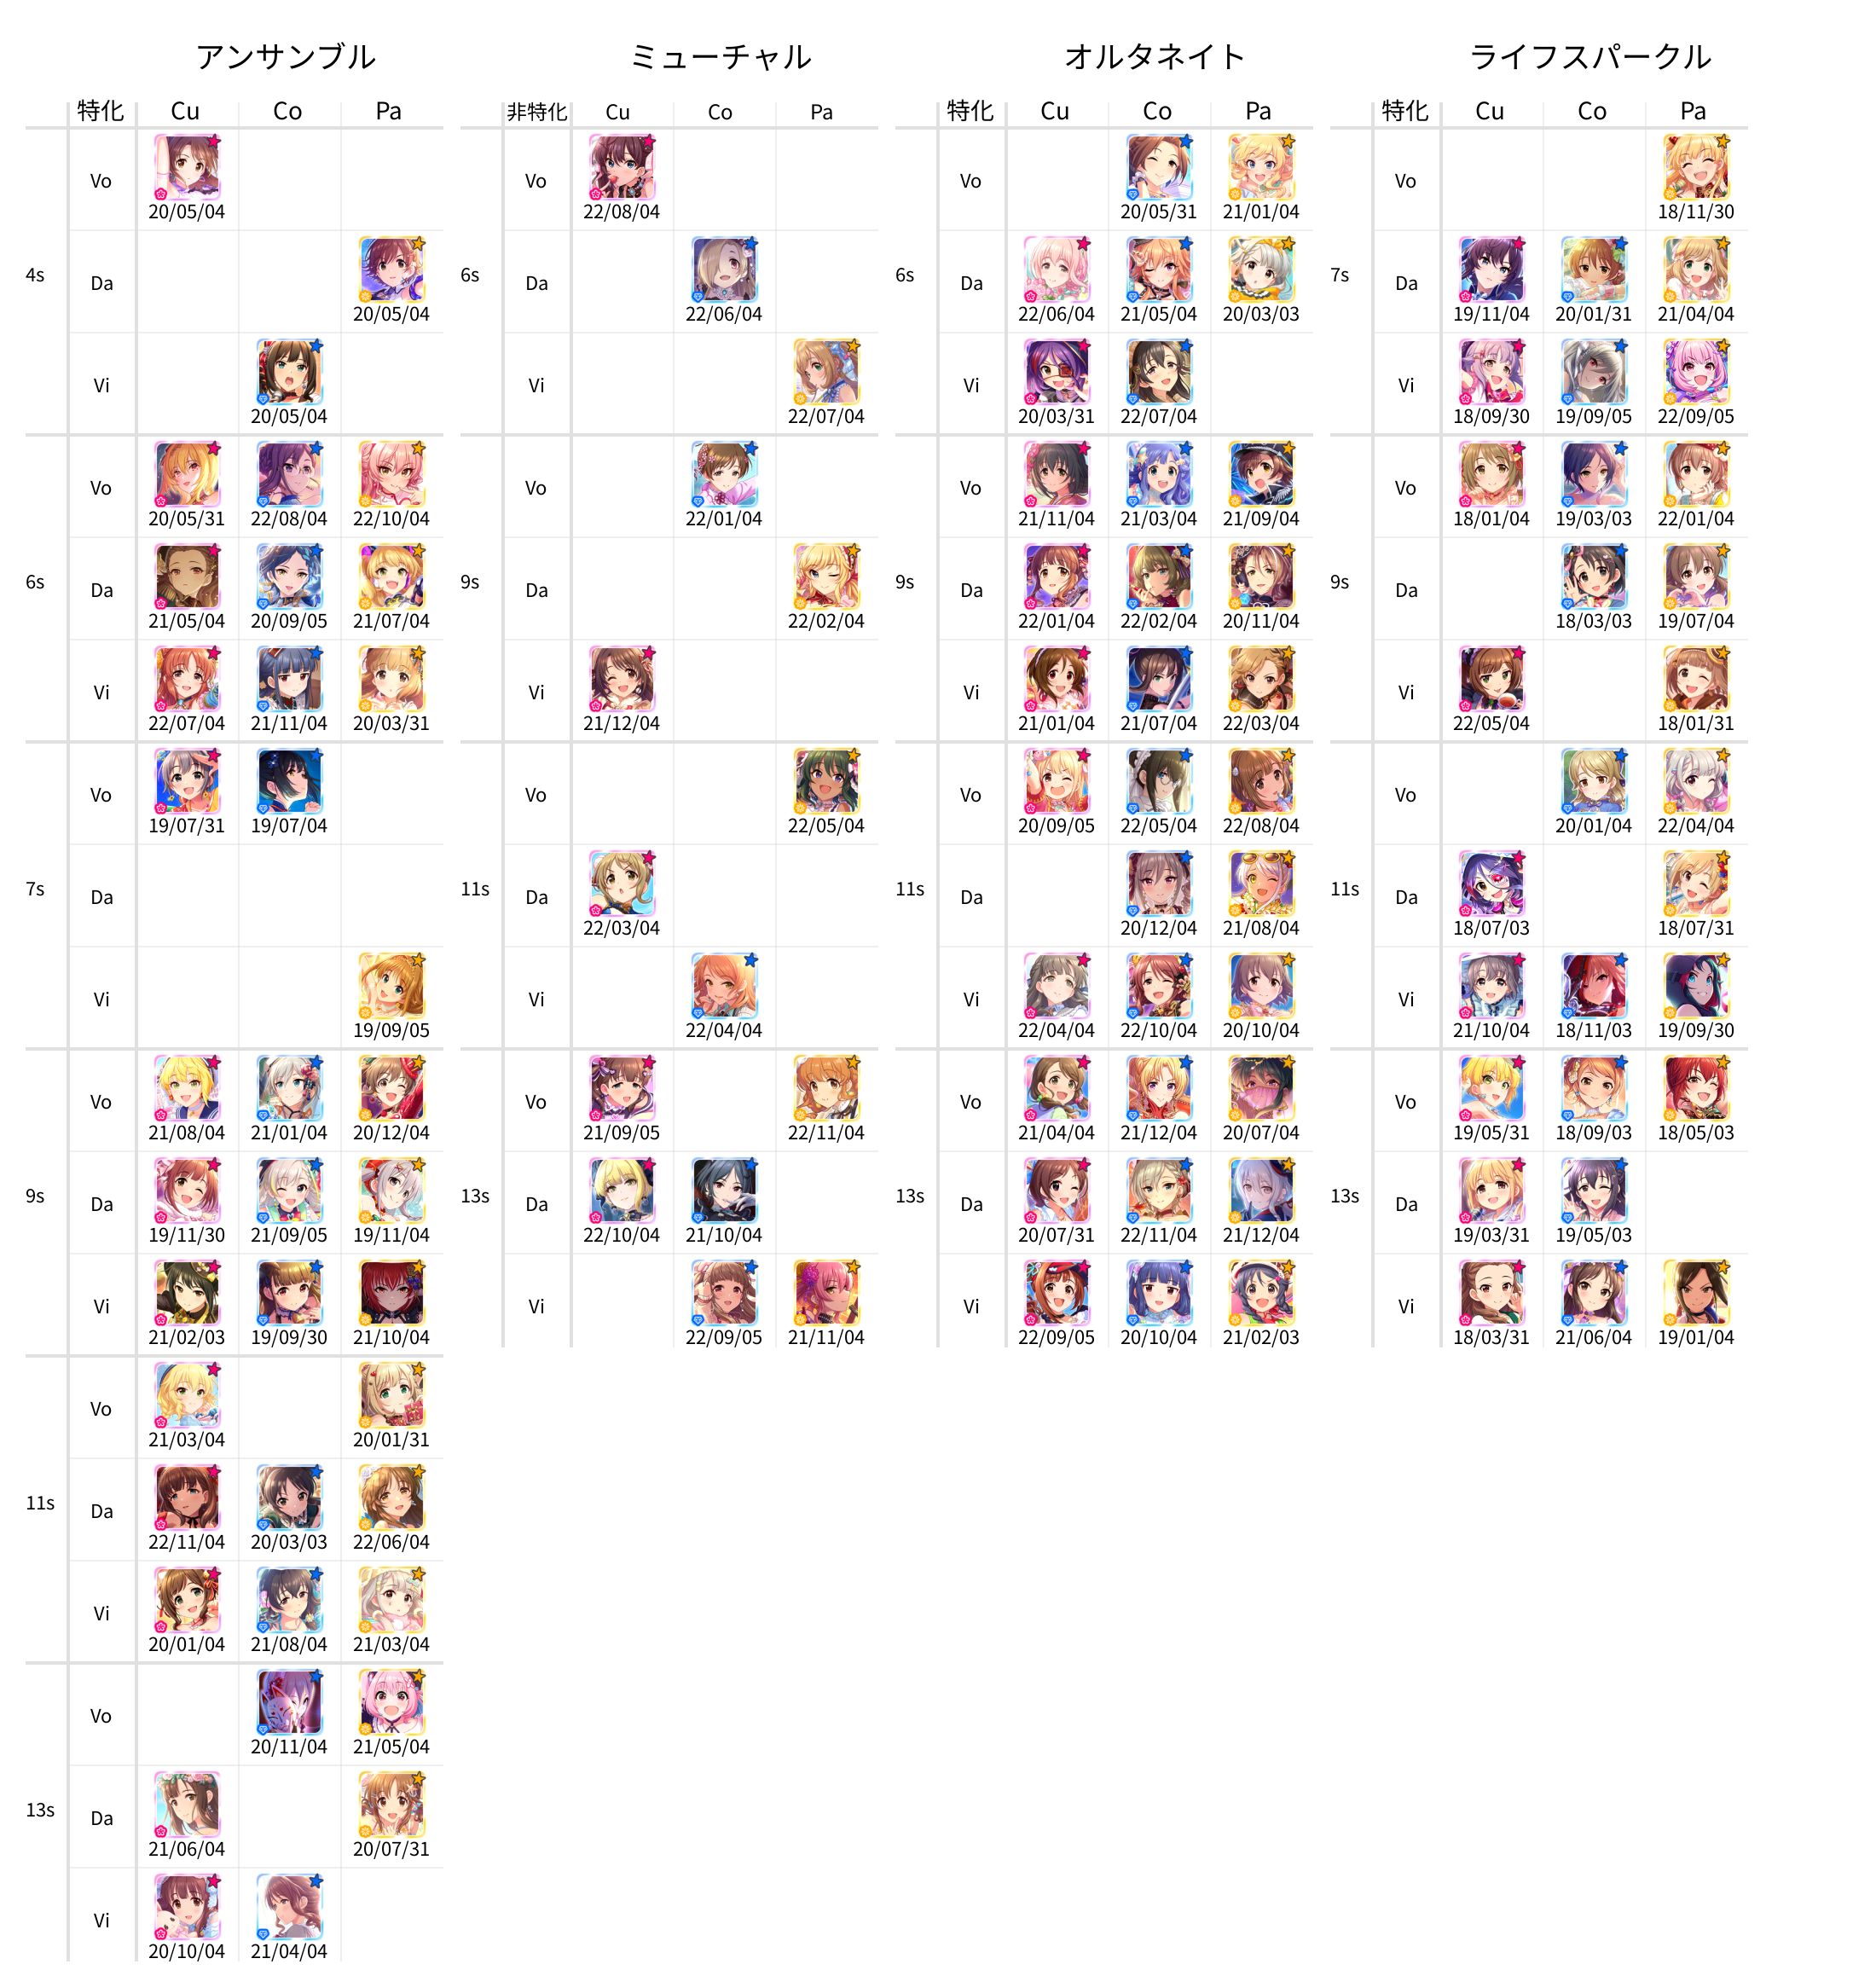 アンサンブル ミューチャル オルタネイト ライフスパークル
特化 Cu Co Pa 非特化 Cu Co Pa 特化 Cu Co Pa 特化 Cu Co Pa
Vo Vo Vo Vo
20/05/04 22/08/04 20/05/31 21/01/04 18/11/30
4s Da 6s Da 6s Da 7s Da
20/05/04 22/06/04 22/06/04 21/05/04 20/03/03 19/11/04 20/01/31 21/04/04
Vi Vi Vi Vi
20/05/04 22/07/04 20/03/31 22/07/04 18/09/30 19/09/05 22/09/05
Vo Vo Vo Vo
20/05/31 22/08/04 22/10/04 22/01/04 21/11/04 21/03/04 21/09/04 18/01/04 19/03/03 22/01/04
6s Da 9s Da 9s Da 9s Da
21/05/04 20/09/05 21/07/04 22/02/04 22/01/04 22/02/04 20/11/04 18/03/03 19/07/04
Vi Vi Vi Vi
22/07/04 21/11/04 20/03/31 21/12/04 21/01/04 21/07/04 22/03/04 22/05/04 18/01/31
Vo Vo Vo Vo
19/07/31 19/07/04 22/05/04 20/09/05 22/05/04 22/08/04 20/01/04 22/04/04
7s Da 11s Da 11s Da 11s Da
22/03/04 20/12/04 21/08/04 18/07/03 18/07/31
Vi Vi Vi Vi
19/09/05 22/04/04 22/04/04 22/10/04 20/10/04 21/10/04 18/11/03 19/09/30
Vo Vo Vo Vo
21/08/04 21/01/04 20/12/04 21/09/05 22/11/04 21/04/04 21/12/04 20/07/04 19/05/31 18/09/03 18/05/03
9s Da 13s Da 13s Da 13s Da
19/11/30 21/09/05 19/11/04 22/10/04 21/10/04 20/07/31 22/11/04 21/12/04 19/03/31 19/05/03
Vi Vi Vi Vi
21/02/03 19/09/30 21/10/04 22/09/05 21/11/04 22/09/05 20/10/04 21/02/03 18/03/31 21/06/04 19/01/04
Vo
21/03/04 20/01/31
11s Da
22/11/04 20/03/03 22/06/04
Vi
20/01/04 21/08/04 21/03/04
Vo
20/11/04 21/05/04
13s Da
21/06/04 20/07/31
Vi
20/10/04 21/04/04